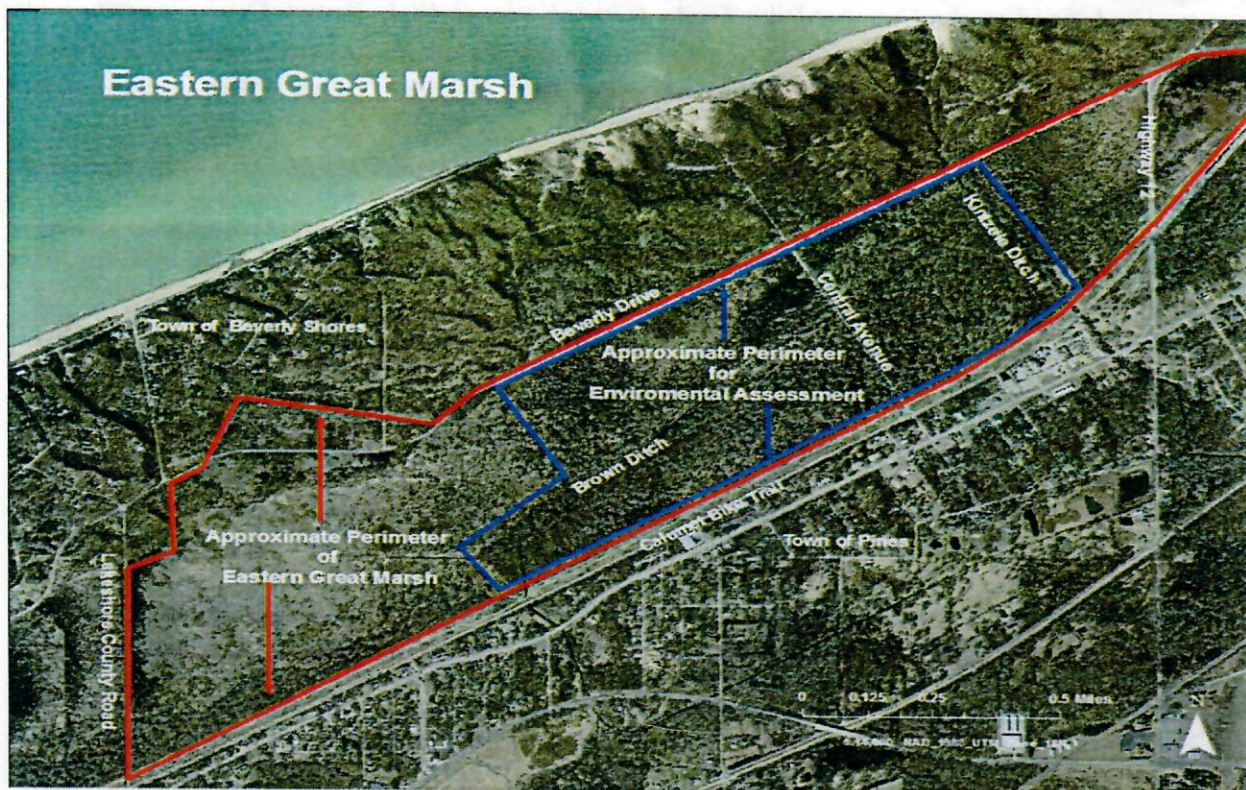 Eastern Great Marsh
Highway 12
Kintzele Ditch
Beverly Drive
Central Avenue
Town of Beverly Shores
Approximate Perimeter
for
Enviromental Assessment
Brown Ditch
Calumet Bike Trail
Town of Pines
Approximate Perimeter
of
Eastern Great Marsh
Lakeshore County Road
0 0.125 0.25 0.5 Miles
N